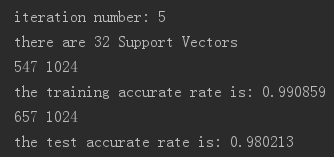 iteration number: 5
there are 32 Support Vectors
547 1024
the training accurate rate is: 0.990859
657 1024
the test accurate rate is: 0.980213